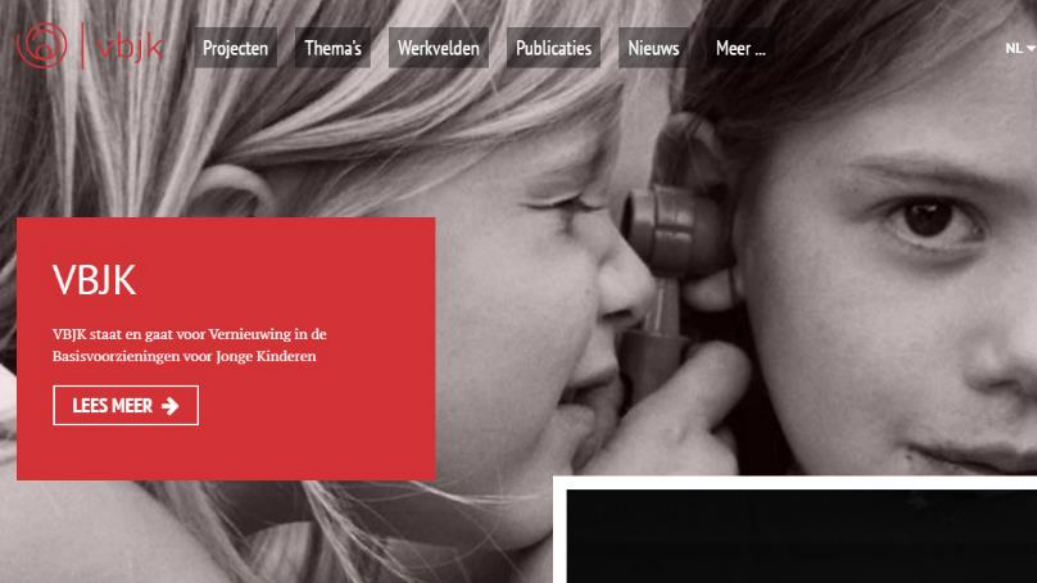 vbjk
Projecten Thema's Werkvelden Publicaties Nieuws Meer ...
NL
VBJK
VBJK staat en gaat voor Vernieuwing in de
Basisvoorzieningen voor Jonge Kinderen
LEES MEER